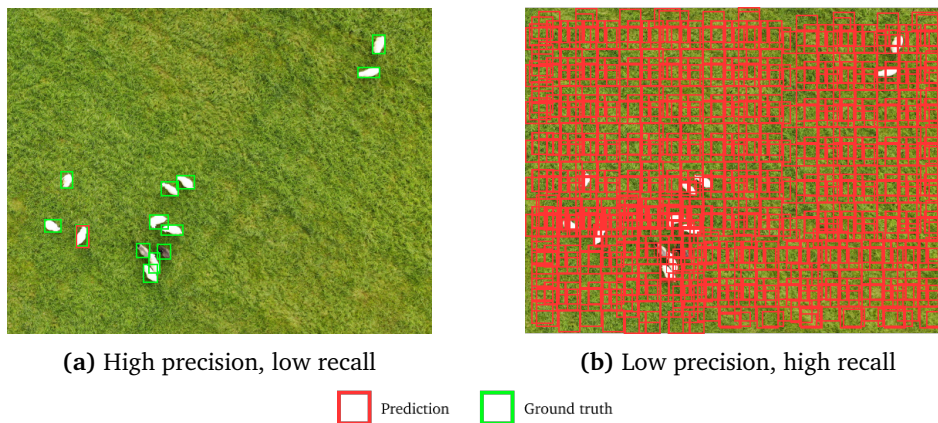 (a) High precision, low recall
(b) Low precision, high recall
Prediction
Ground truth